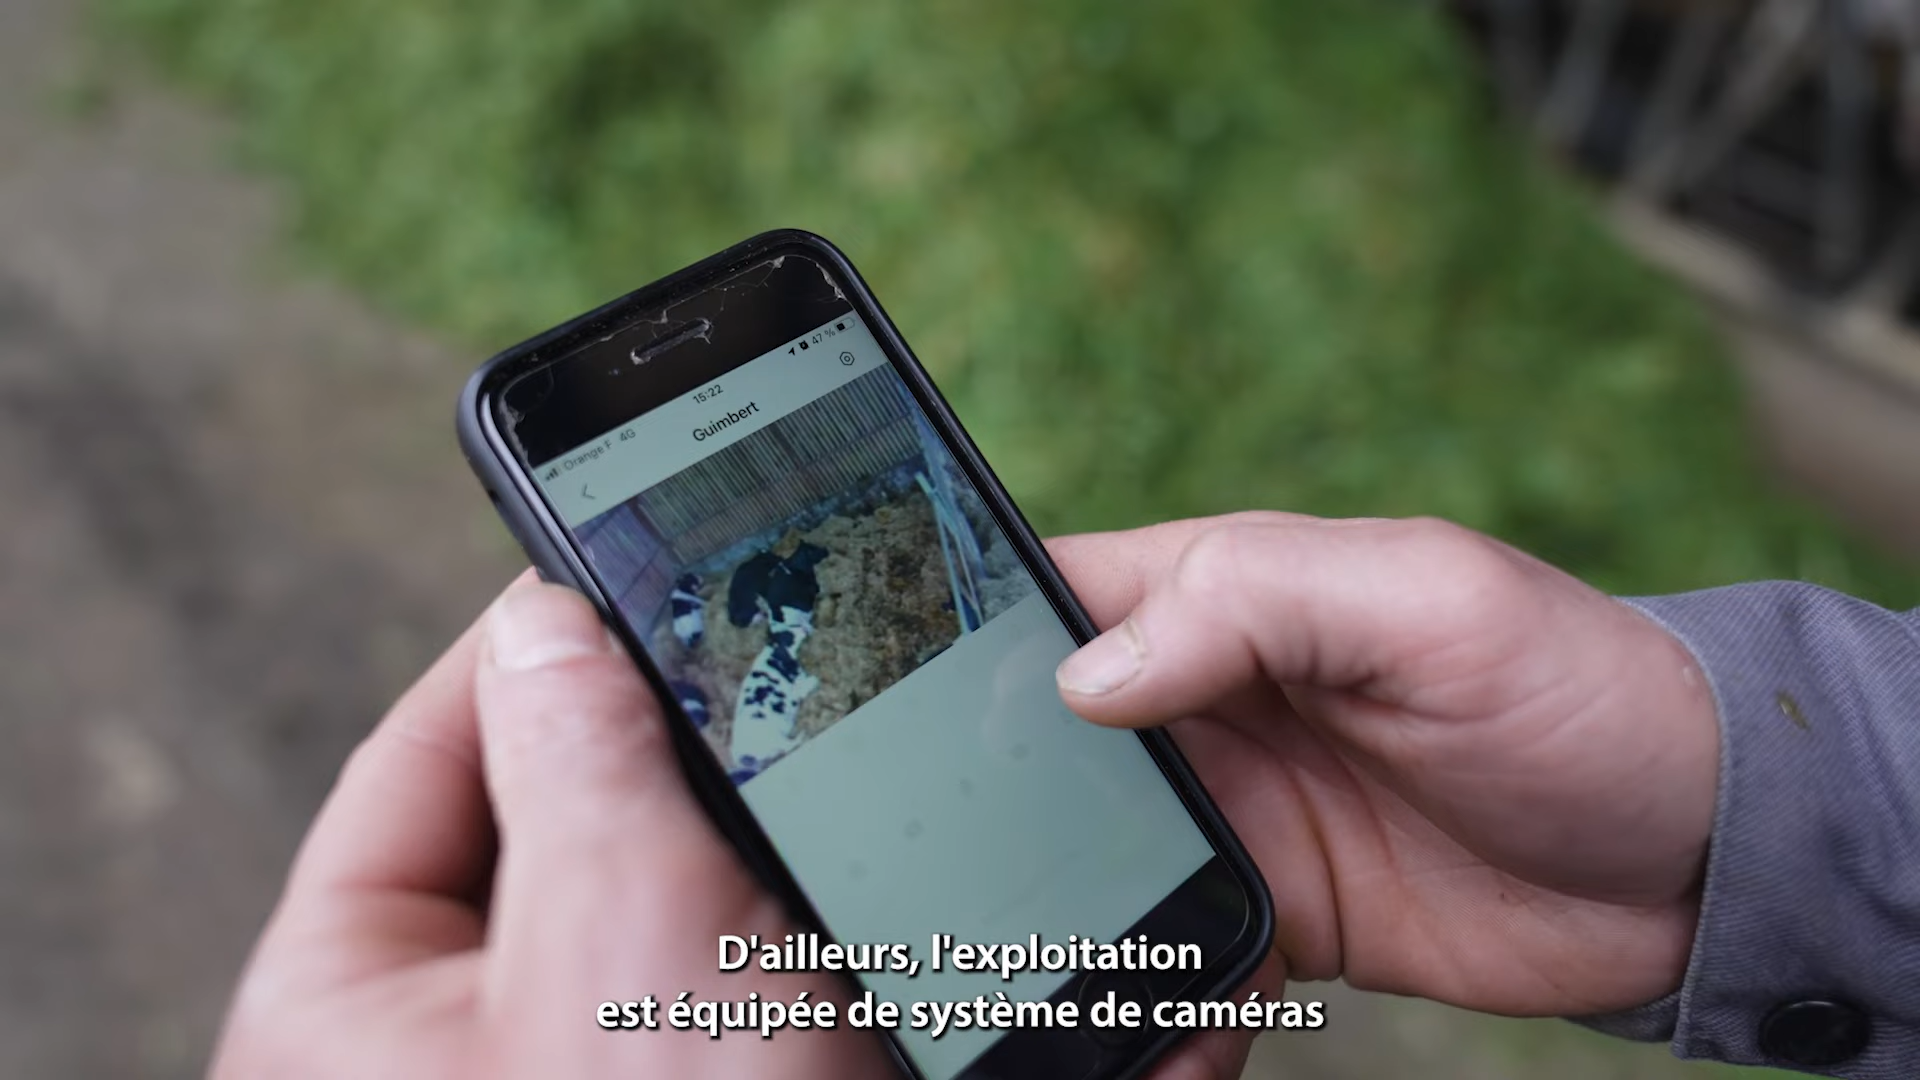 Orange F 4G
15:22
47 %
Guimbert
D'ailleurs, l'exploitation
est équipée de système de caméras